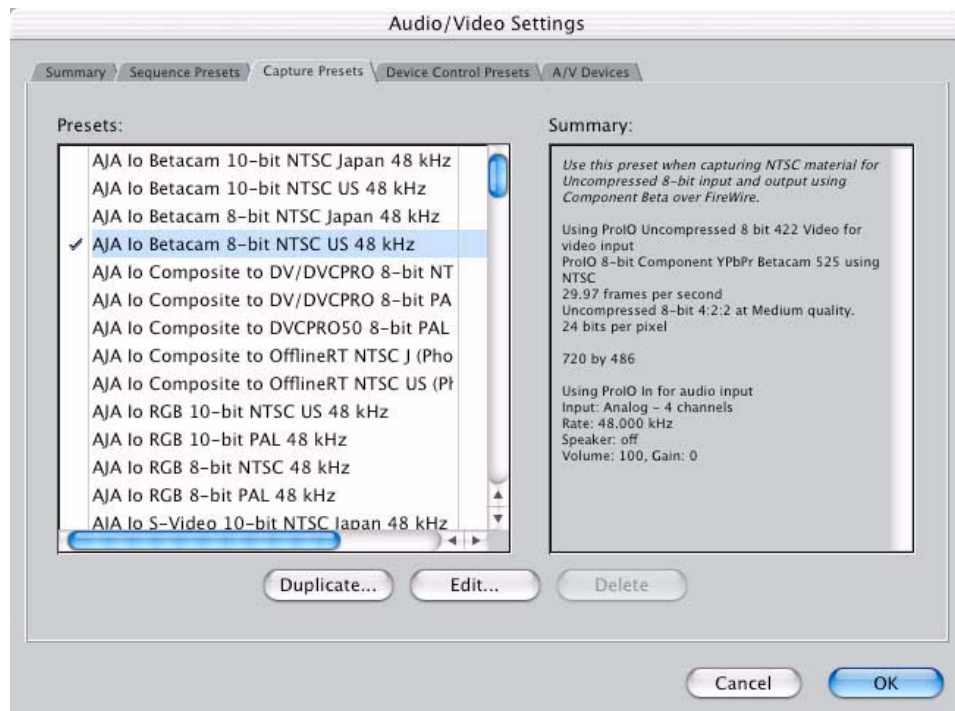 Audio/Video Settings
Summary
Sequence Presets
Capture Presets
Device Control Presets
A/V Devices
Presets:
AJA Io Betacam 10-bit NTSC Japan 48 kHz
AJA Io Betacam 10-bit NTSC US 48 kHz
AJA Io Betacam 8-bit NTSC Japan 48 kHz
AJA Io Betacam 8-bit NTSC US 48 kHz
AJA Io Composite to DV/DVCPRO 8-bit NT
AJA Io Composite to DV/DVCPRO 8-bit PA
AJA Io Composite to DVCPRO50 8-bit PAL
AJA Io Composite to OfflineRT NTSC J (Pho
AJA Io Composite to OfflineRT NTSC US (Ph
AJA Io RGB 10-bit NTSC US 48 kHz
AJA Io RGB 10-bit PAL 48 kHz
AJA Io RGB 8-bit NTSC 48 kHz
AJA Io RGB 8-bit PAL 48 kHz
AJA Io S-Video 10-bit NTSC Japan 48 kHz
Summary:
Use this preset when capturing NTSC material for
Uncompressed 8-bit input and output using
Component Beta over FireWire.
Using ProIO Uncompressed 8 bit 422 Video for
video input
ProIO 8-bit Component YPbPr Betacam 525 using
NTSC
29.97 frames per second
Uncompressed 8-bit 4:2:2 at Medium quality.
24 bits per pixel
720 by 486
Using ProIO In for audio input
Input: Analog – 4 channels
Rate: 48.000 kHz
Speaker: off
Volume: 100, Gain: 0
Duplicate...
Edit...
Delete
Cancel
OK